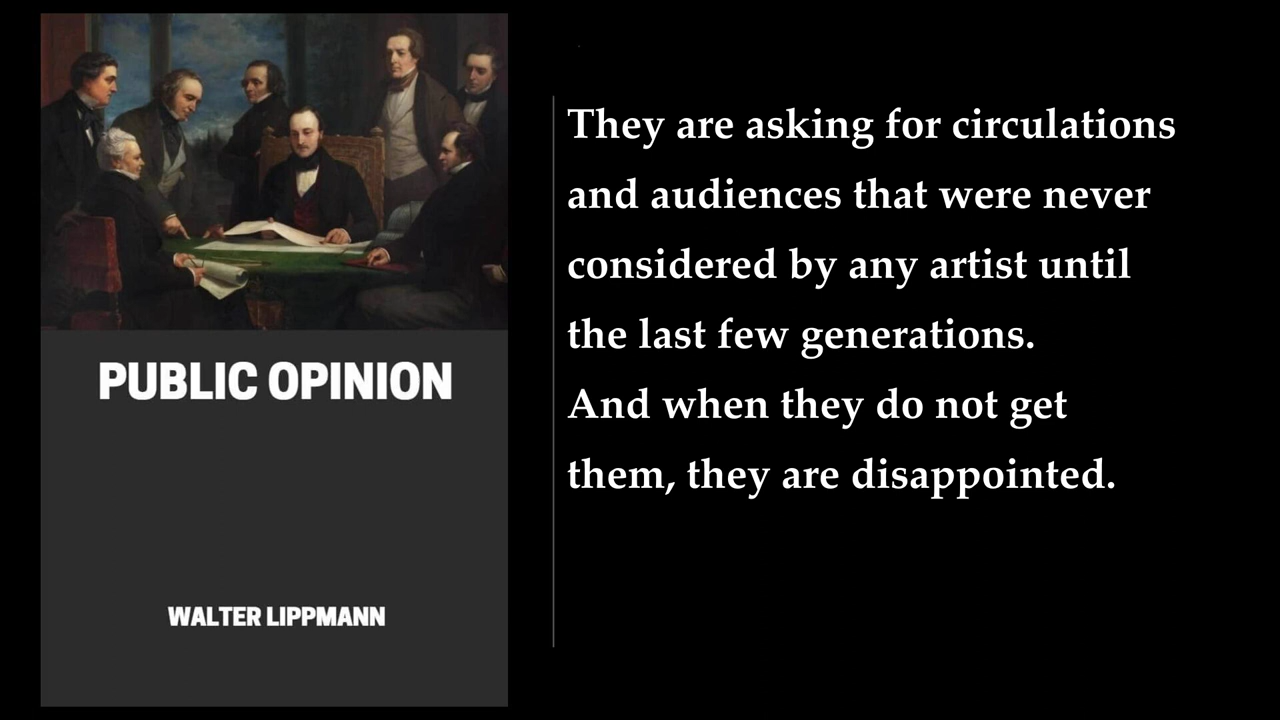 PUBLIC OPINION
WALTER LIPPMANN
They are asking for circulations
and audiences that were never
considered by any artist until
the last few generations.
And when they do not get
them, they are disappointed.